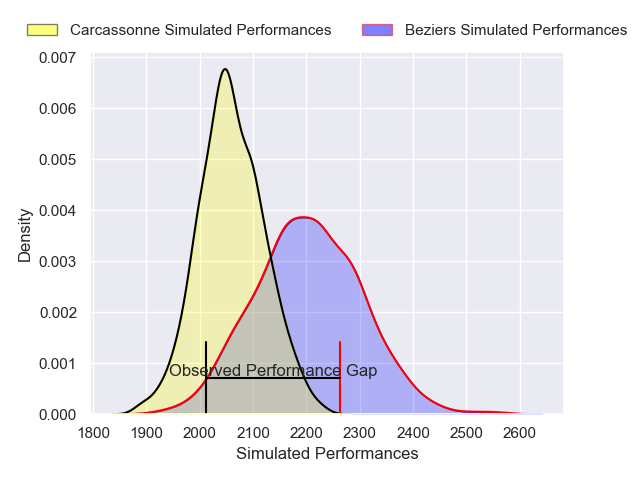 Carcassonne Simulated Performances
Beziers Simulated Performances
0.007
0.006
0.005
0.004
0.003
0.002
0.001
0.000
Density
Observed Performance Gap
1800 1900 2000 2100 2200 2300 2400 2500 2600
Simulated Performances